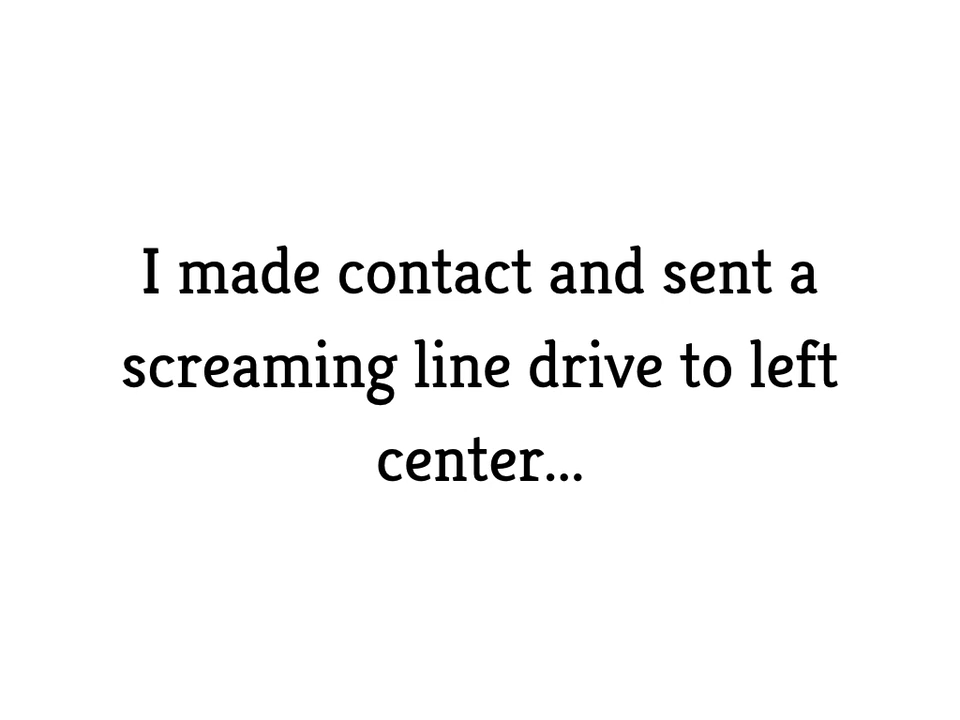 I made contact and sent a
screaming line drive to left
center...